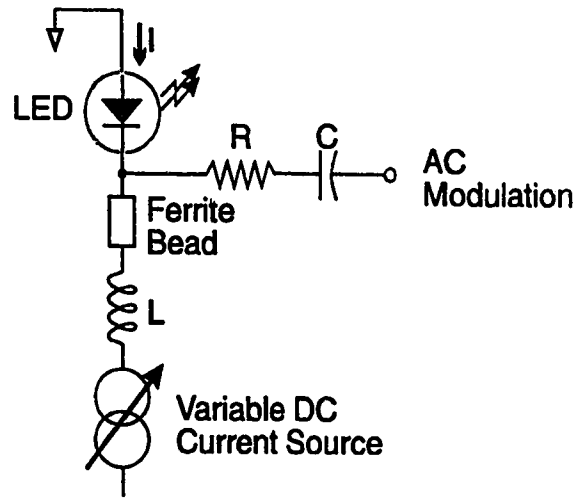 I
LED
R
C
AC
Modulation
Ferrite
Bead
L
Variable DC
Current Source